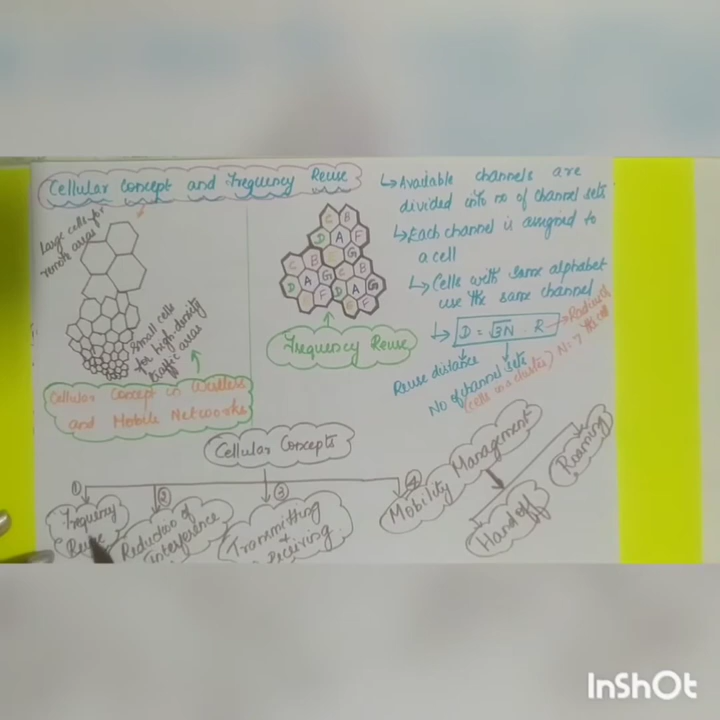 Cellular Concept and Frequency Reuse
Large cells for
remote areas
Small cells
for high density
traffic areas
Cellular Concept in Wireless
and Mobile Networks
C B
D A F
E G
C B
D A G C B
E F D A G
E F
Frequency Reuse
↳ Available channels are
divided into no of channel sets
↳ Each channel is assigned to
a cell
↳ Cells with same alphabet
use the same channel
↳ D = √3N · R
Radius of
the cell
Reuse distance
No of channel sets
(cells in a cluster) N: 7
Cellular Concepts
① ② ③ ④
Frequency
Reuse
Reduction of
interference
Transmitting
+
Receiving
Mobility Management
Handoff
Roaming
InShOt